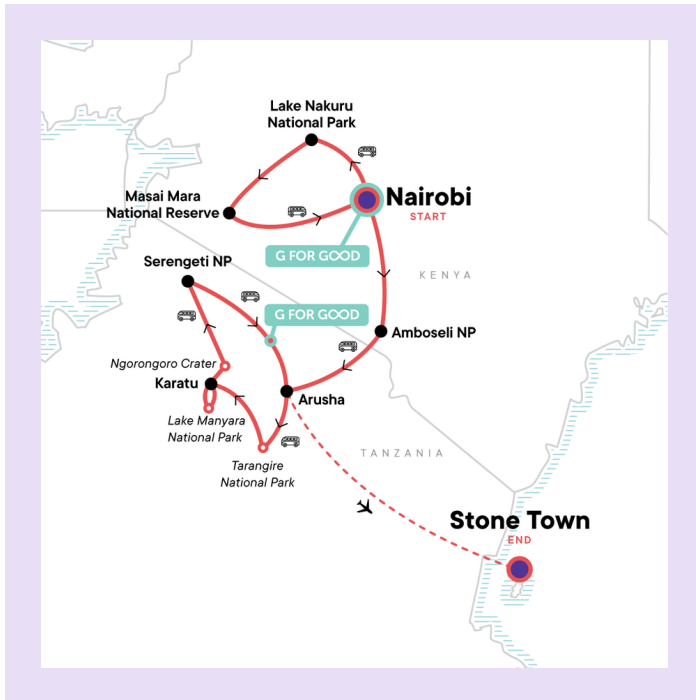 Lake Nakuru
National Park
Masai Mara
National Reserve
Nairobi
START
G FOR GOOD
Serengeti NP
KENYA
G FOR GOOD
Amboseli NP
Ngorongoro Crater
Karatu
Arusha
Lake Manyara
National Park
TANZANIA
Tarangire
National Park
Stone Town
END